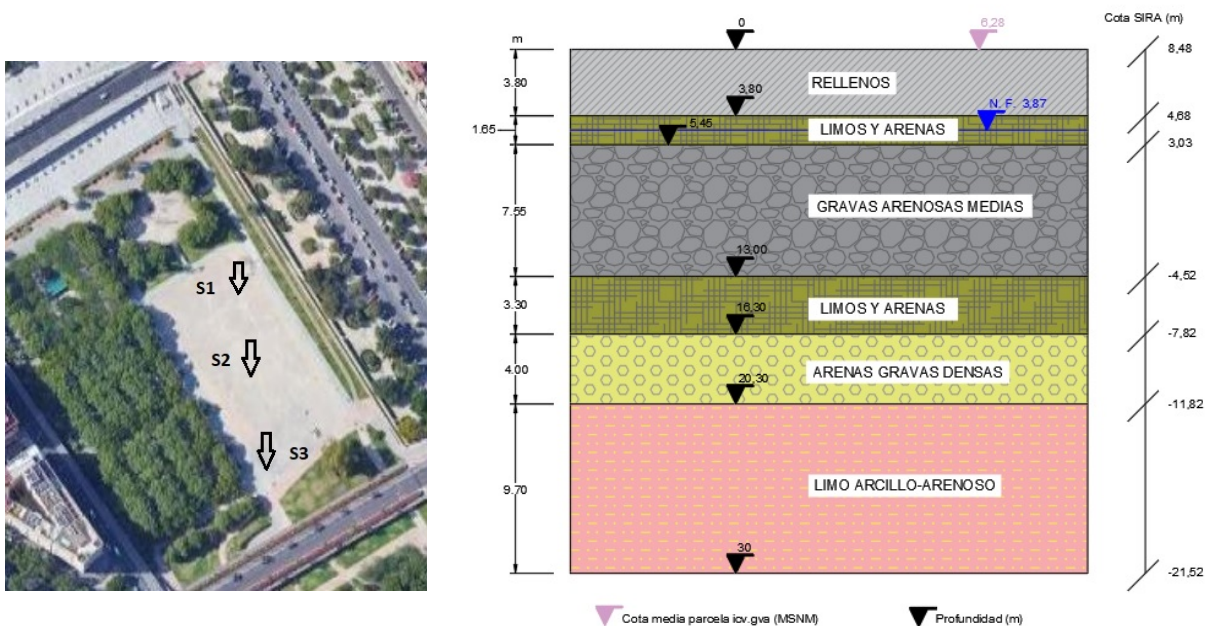 S1
S2
S3
m
0
6,28
Cota SIRA (m)
8,48
3.80
RELLENOS
3,80
N. F. 3,87
4,68
1.65
5,45
LIMOS Y ARENAS
3,03
7.55
GRAVAS ARENOSAS MEDIAS
13,00
-4,52
3.30
LIMOS Y ARENAS
16,30
-7,82
4.00
ARENAS GRAVAS DENSAS
20,30
-11,82
9.70
LIMO ARCILLO-ARENOSO
30
-21,52
Cota media parcela icv.gva (MSNM)
Profundidad (m)